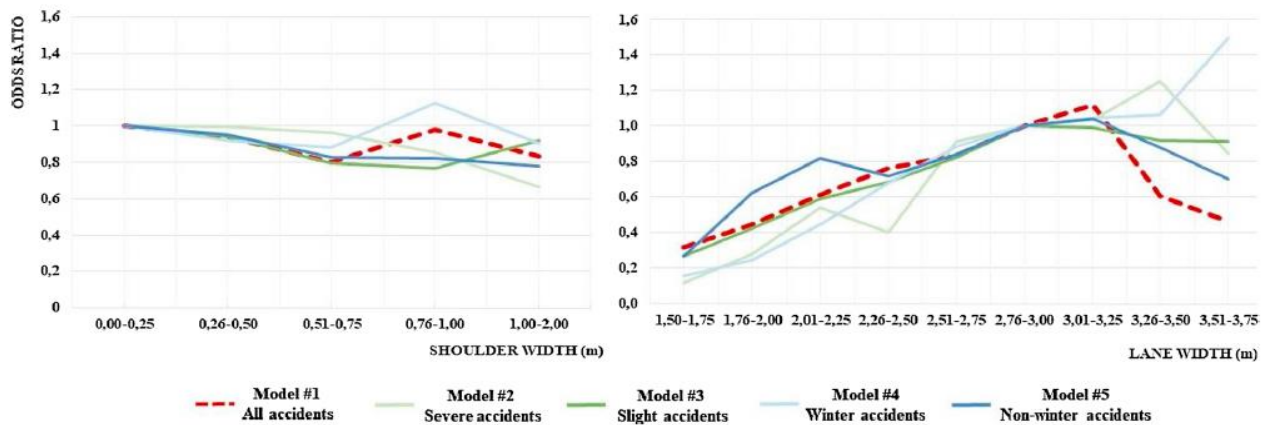 ODDS RATIO
1,6
1,4
1,2
1
0,8
0,6
0,4
0,2
0
0,00-0,25 0,26-0,50 0,51-0,75 0,76-1,00 1,00-2,00
SHOULDER WIDTH (m)
1,6
1,4
1,2
1,0
0,8
0,6
0,4
0,2
0,0
1,50-1,75 1,76-2,00 2,01-2,25 2,26-2,50 2,51-2,75 2,76-3,00 3,01-3,25 3,26-3,50 3,51-3,75
LANE WIDTH (m)
Model #1
All accidents
Model #2
Severe accidents
Model #3
Slight accidents
Model #4
Winter accidents
Model #5
Non-winter accidents